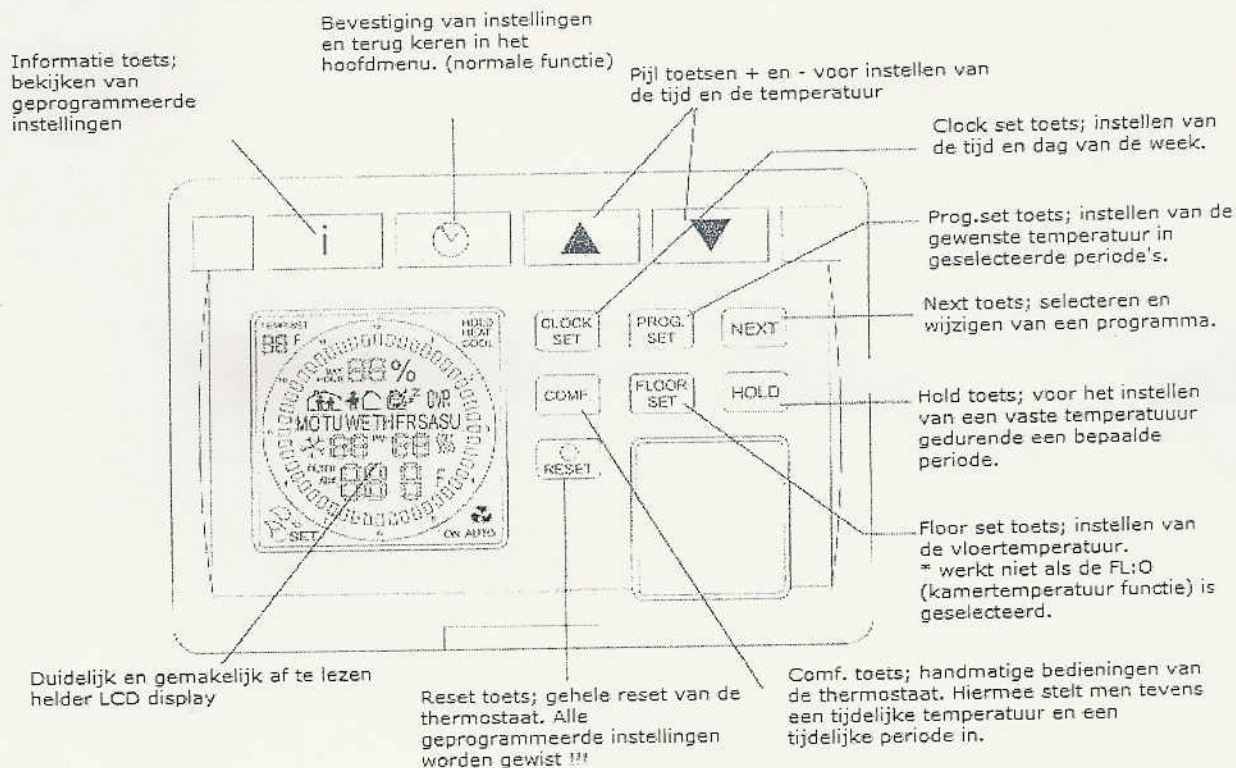 Bevestiging van instellingen
en terug keren in het
hoofdmenu. (normale functie)
Informatie toets;
bekijken van
geprogrammeerde
instellingen
Pijl toetsen + en - voor instellen van
de tijd en de temperatuur
Clock set toets; instellen van
de tijd en dag van de week.
Prog.set toets; instellen van de
gewenste temperatuur in
geselecteerde periode's.
Next toets; selecteren en
wijzigen van een programma.
Hold toets; voor het instellen
van een vaste temperatuuur
gedurende een bepaalde
periode.
Floor set toets; instellen van
de vloertemperatuur.
* werkt niet als de FL:O
(kamertemperatuur functie) is
geselecteerd.
i
CLOCK
SET
PROG.
SET
NEXT
COMF.
FLOOR
SET
HOLD
RESET
HOLD
HEAT
COOL
88 F
88%
OVR
MO TU WE TH FR SA SU
SET
ON AUTO
Duidelijk en gemakelijk af te lezen
helder LCD display
Reset toets; gehele reset van de
thermostaat. Alle
geprogrammeerde instellingen
worden gewist !!!
Comf. toets; handmatige bedieningen van
de thermostaat. Hiermee stelt men tevens
een tijdelijke temperatuur en een
tijdelijke periode in.